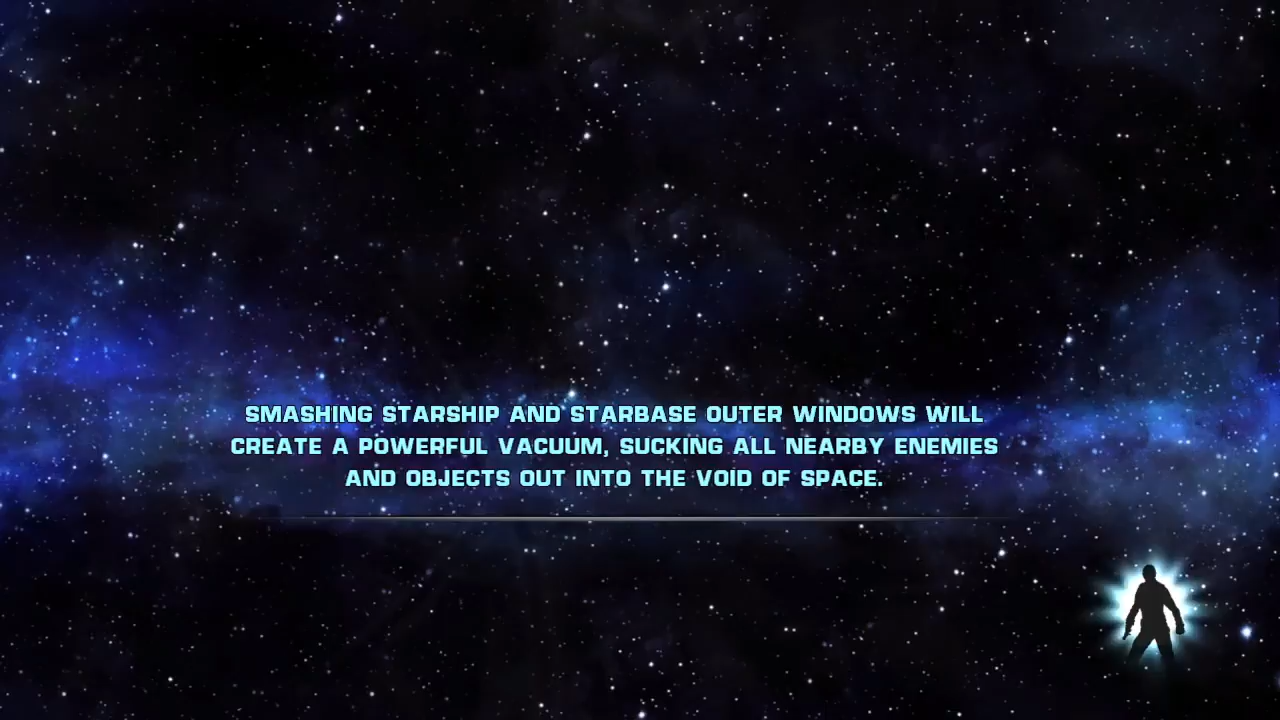 SMASHING STARSHIP AND STARBASE OUTER WINDOWS WILL
CREATE A POWERFUL VACUUM, SUCKING ALL NEARBY ENEMIES
AND OBJECTS OUT INTO THE VOID OF SPACE.